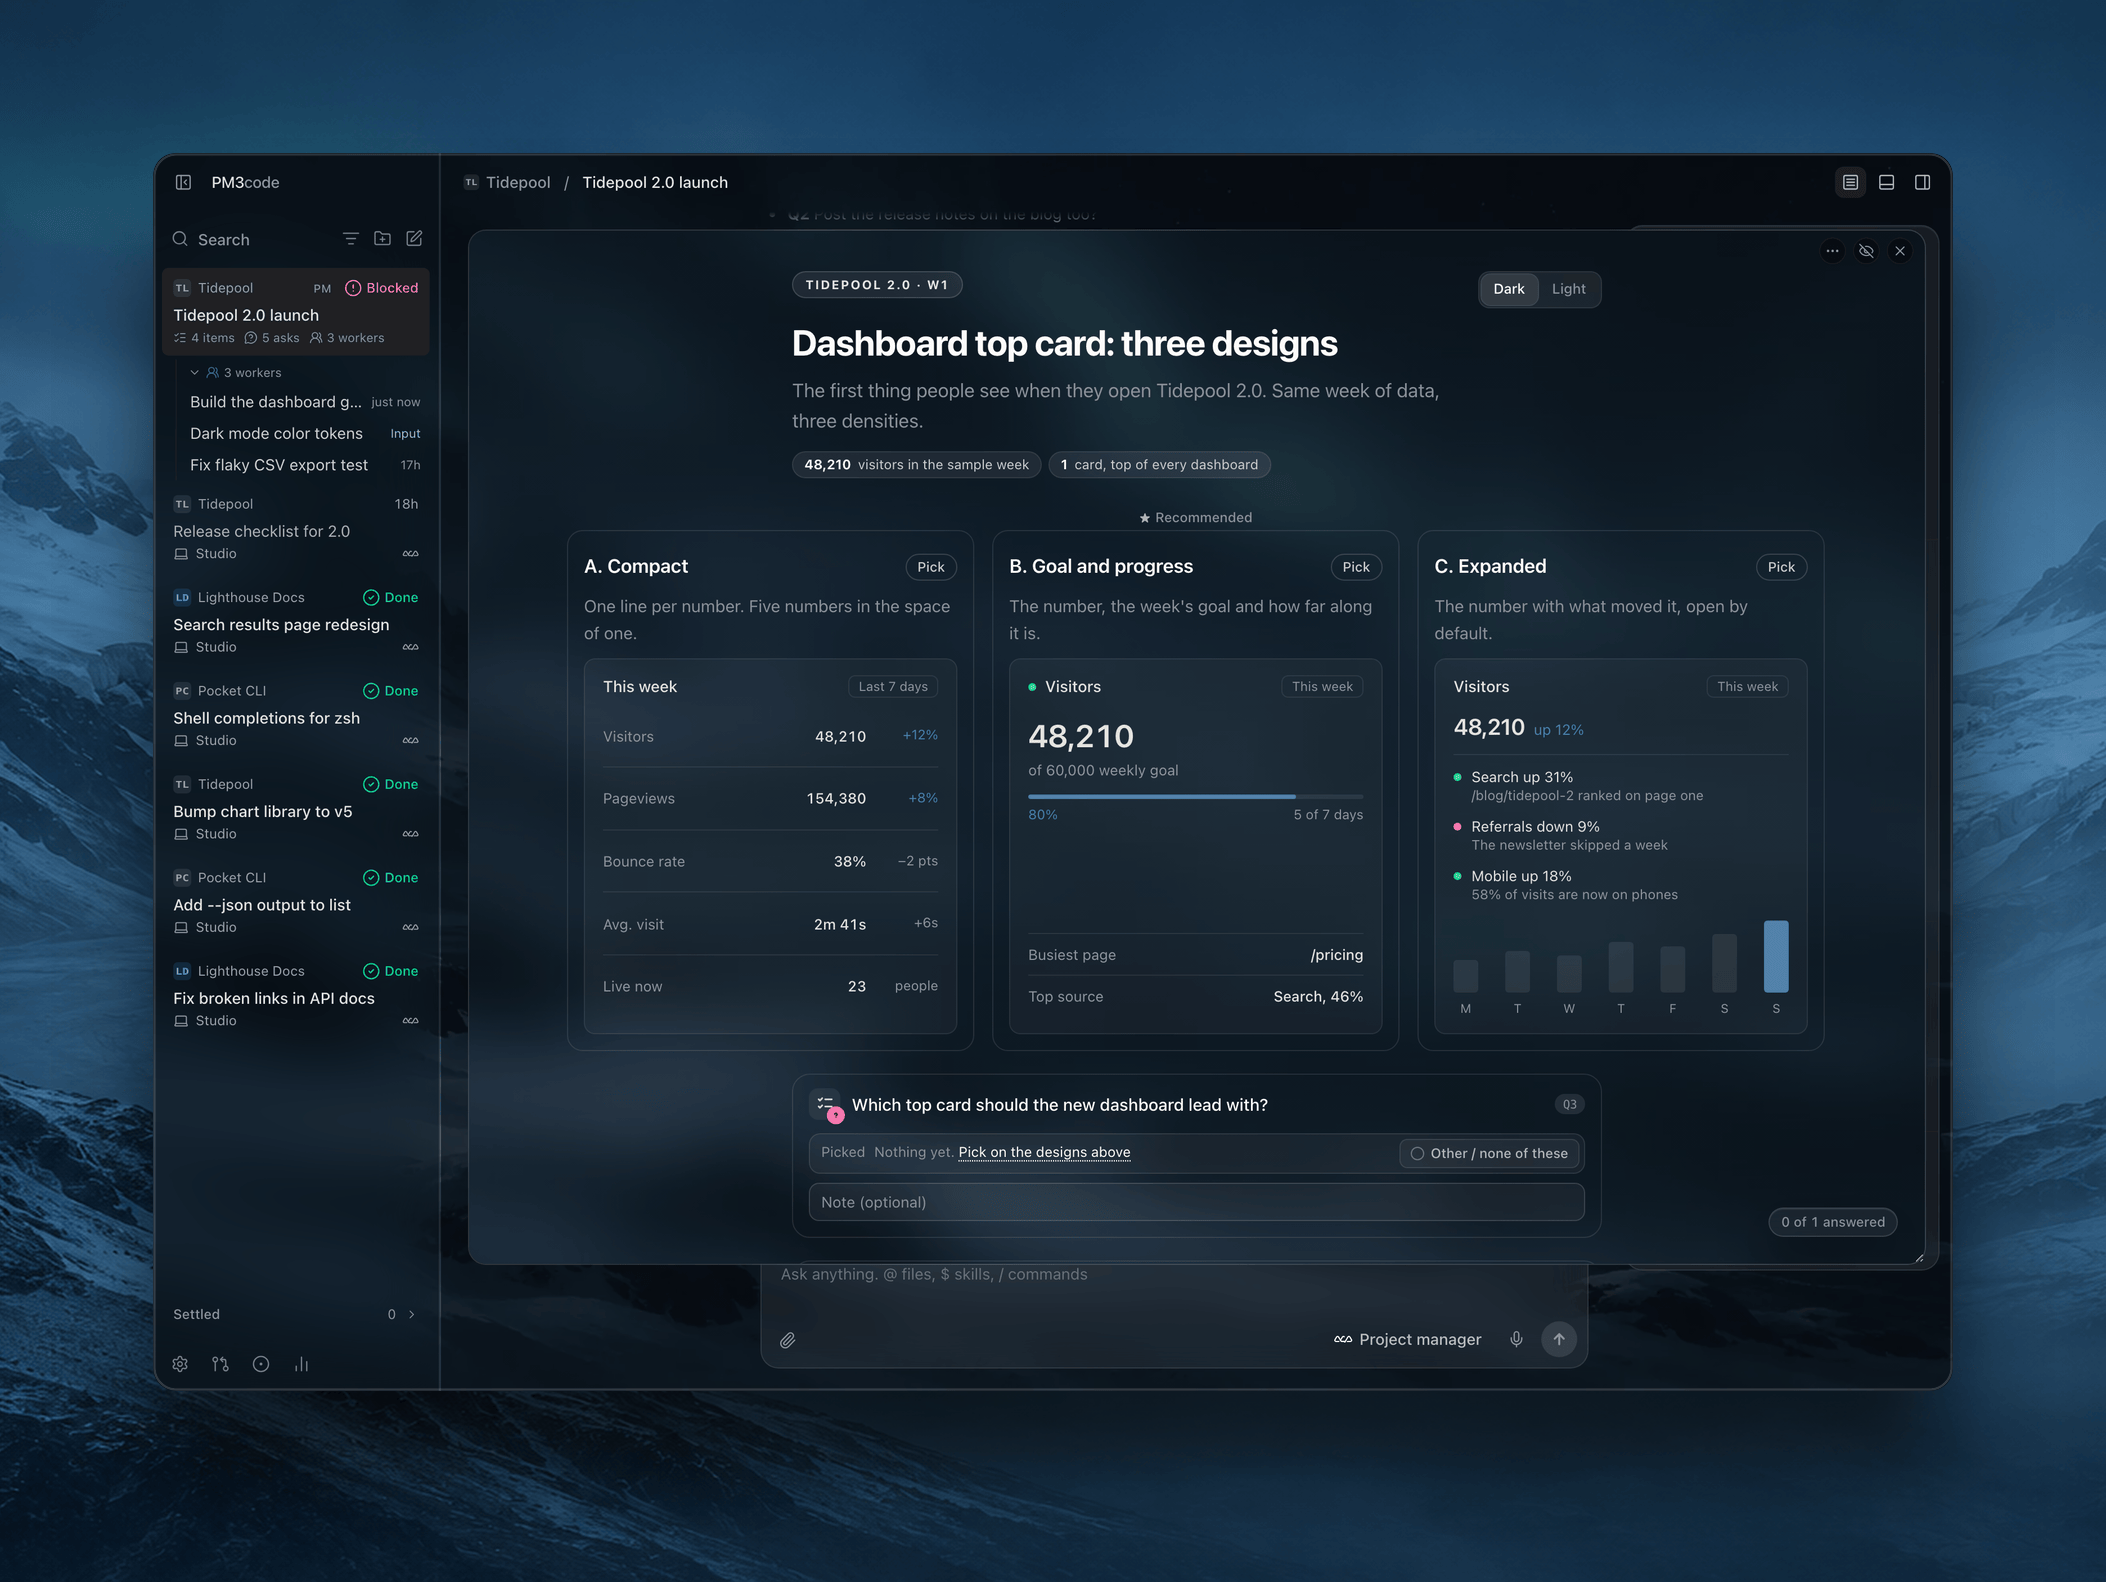 PM3code
Search
TL Tidepool PM Blocked
Tidepool 2.0 launch
4 items 5 asks 3 workers
3 workers
Build the dashboard g... just now
Dark mode color tokens Input
Fix flaky CSV export test 17h
TL Tidepool 18h
Release checklist for 2.0
Studio
LD Lighthouse Docs Done
Search results page redesign
Studio
PC Pocket CLI Done
Shell completions for zsh
Studio
TL Tidepool Done
Bump chart library to v5
Studio
PC Pocket CLI Done
Add --json output to list
Studio
LD Lighthouse Docs Done
Fix broken links in API docs
Studio
Settled 0
TL Tidepool / Tidepool 2.0 launch
Q2 Post the release notes on the blog too?
TIDEPOOL 2.0 · W1
Dark Light
Dashboard top card: three designs
The first thing people see when they open Tidepool 2.0. Same week of data,
three densities.
48,210 visitors in the sample week 1 card, top of every dashboard
★ Recommended
A. Compact Pick
One line per number. Five numbers in the space
of one.
This week Last 7 days
Visitors 48,210 +12%
Pageviews 154,380 +8%
Bounce rate 38% −2 pts
Avg. visit 2m 41s +6s
Live now 23 people
B. Goal and progress Pick
The number, the week's goal and how far along
it is.
Visitors This week
48,210
of 60,000 weekly goal
80% 5 of 7 days
Busiest page /pricing
Top source Search, 46%
C. Expanded Pick
The number with what moved it, open by
default.
Visitors This week
48,210 up 12%
Search up 31%
/blog/tidepool-2 ranked on page one
Referrals down 9%
The newsletter skipped a week
Mobile up 18%
58% of visits are now on phones
M T W T F S S
Which top card should the new dashboard lead with? Q3
Picked Nothing yet. Pick on the designs above Other / none of these
Note (optional)
0 of 1 answered
Ask anything. @ files, $ skills, / commands
Project manager